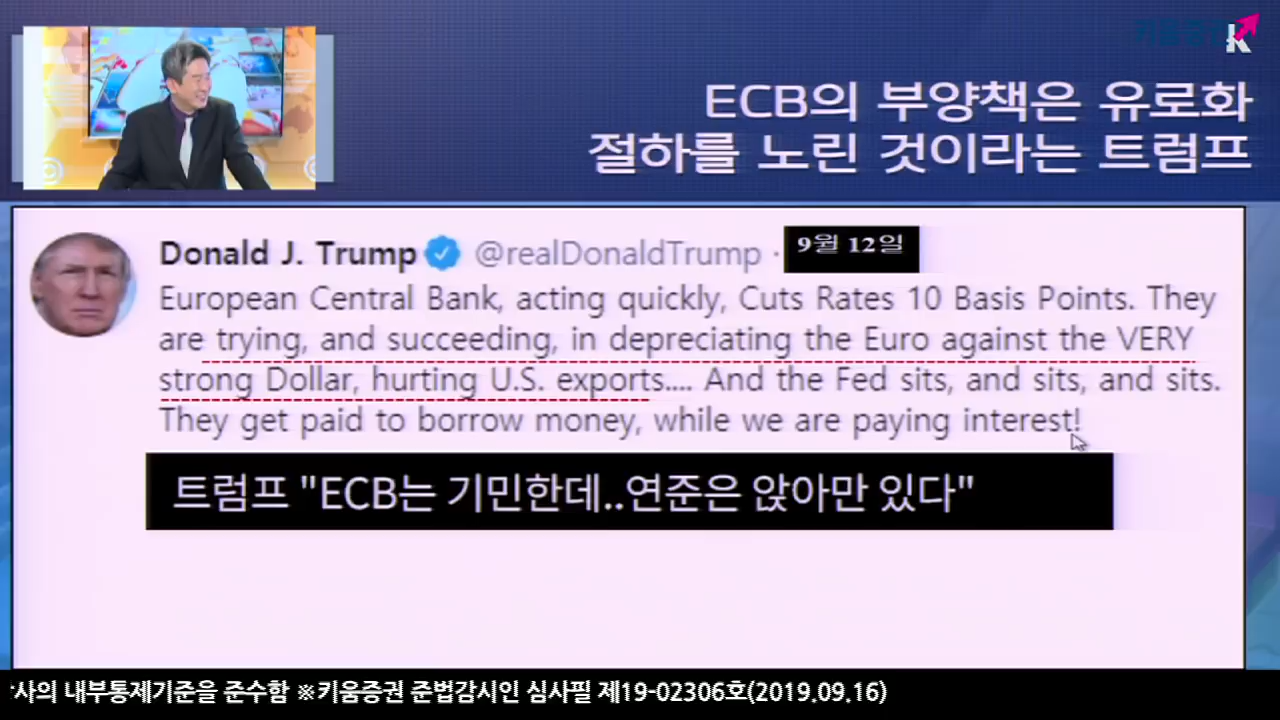 키움증권
ECB의 부양책은 유로화
절하를 노린 것이라는 트럼프
Donald J. Trump @realDonaldTrump · 9월 12일
European Central Bank, acting quickly, Cuts Rates 10 Basis Points. They
are trying, and succeeding, in depreciating the Euro against the VERY
strong Dollar, hurting U.S. exports.... And the Fed sits, and sits, and sits.
They get paid to borrow money, while we are paying interest!
트럼프 "ECB는 기민한데..연준은 앉아만 있다"
사의 내부통제기준을 준수함 ※키움증권 준법감시인 심사필 제19-02306호(2019.09.16)